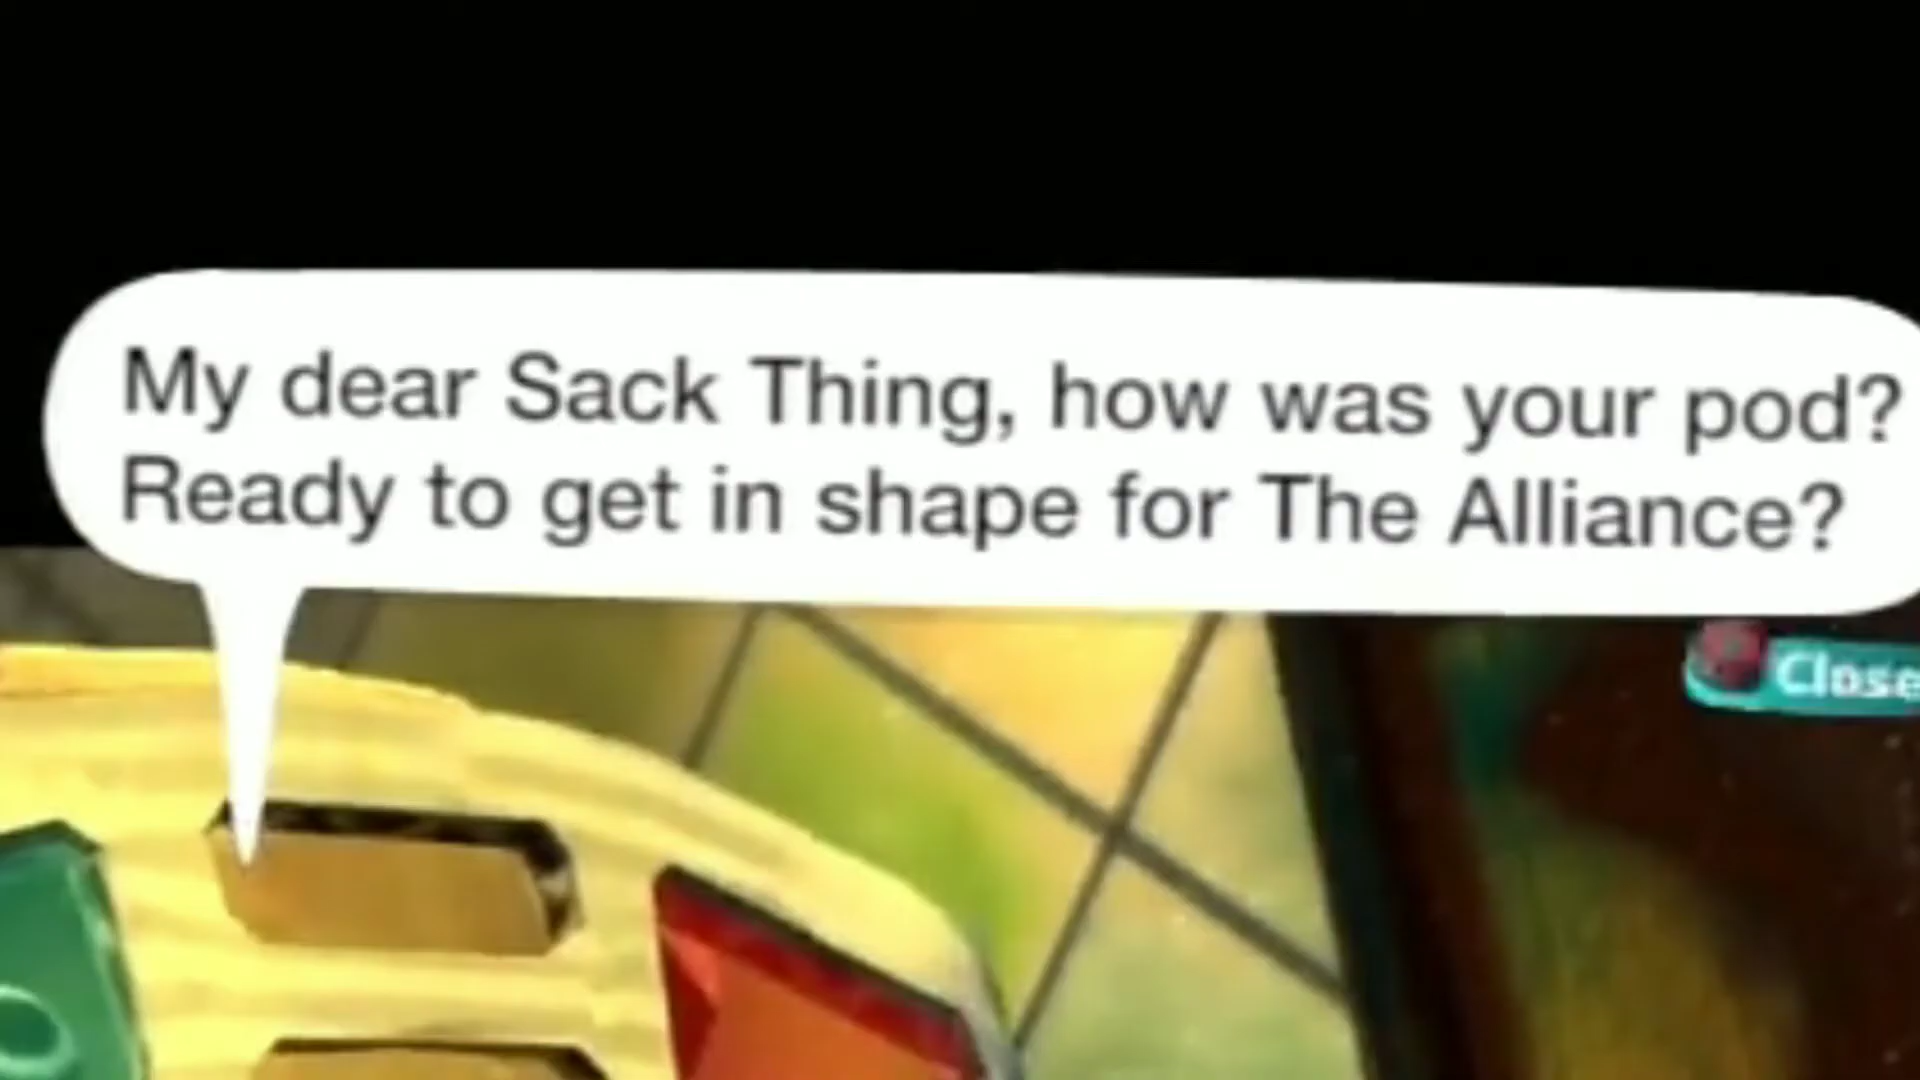 My dear Sack Thing, how was your pod?
Ready to get in shape for The Alliance?
Close